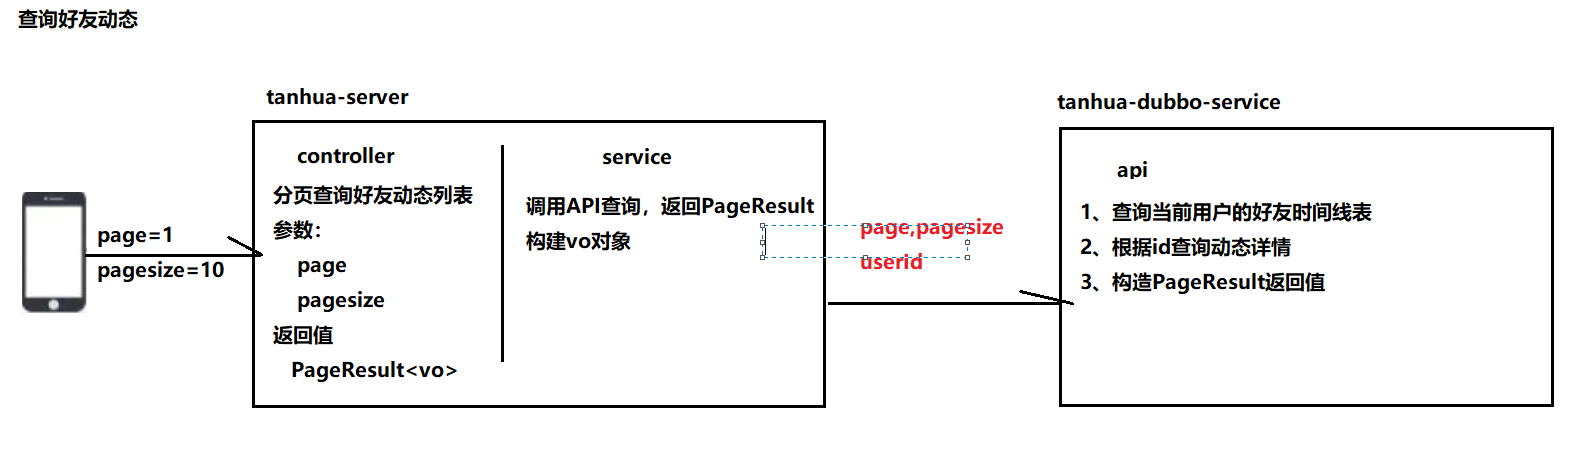 查询好友动态
page=1
pagesize=10
tanhua-server
controller
分页查询好友动态列表
参数：
page
pagesize
返回值
PageResult<vo>
service
调用API查询，返回PageResult
构建vo对象
page,pagesize
userid
tanhua-dubbo-service
api
1、查询当前用户的好友时间线表
2、根据id查询动态详情
3、构造PageResult返回值